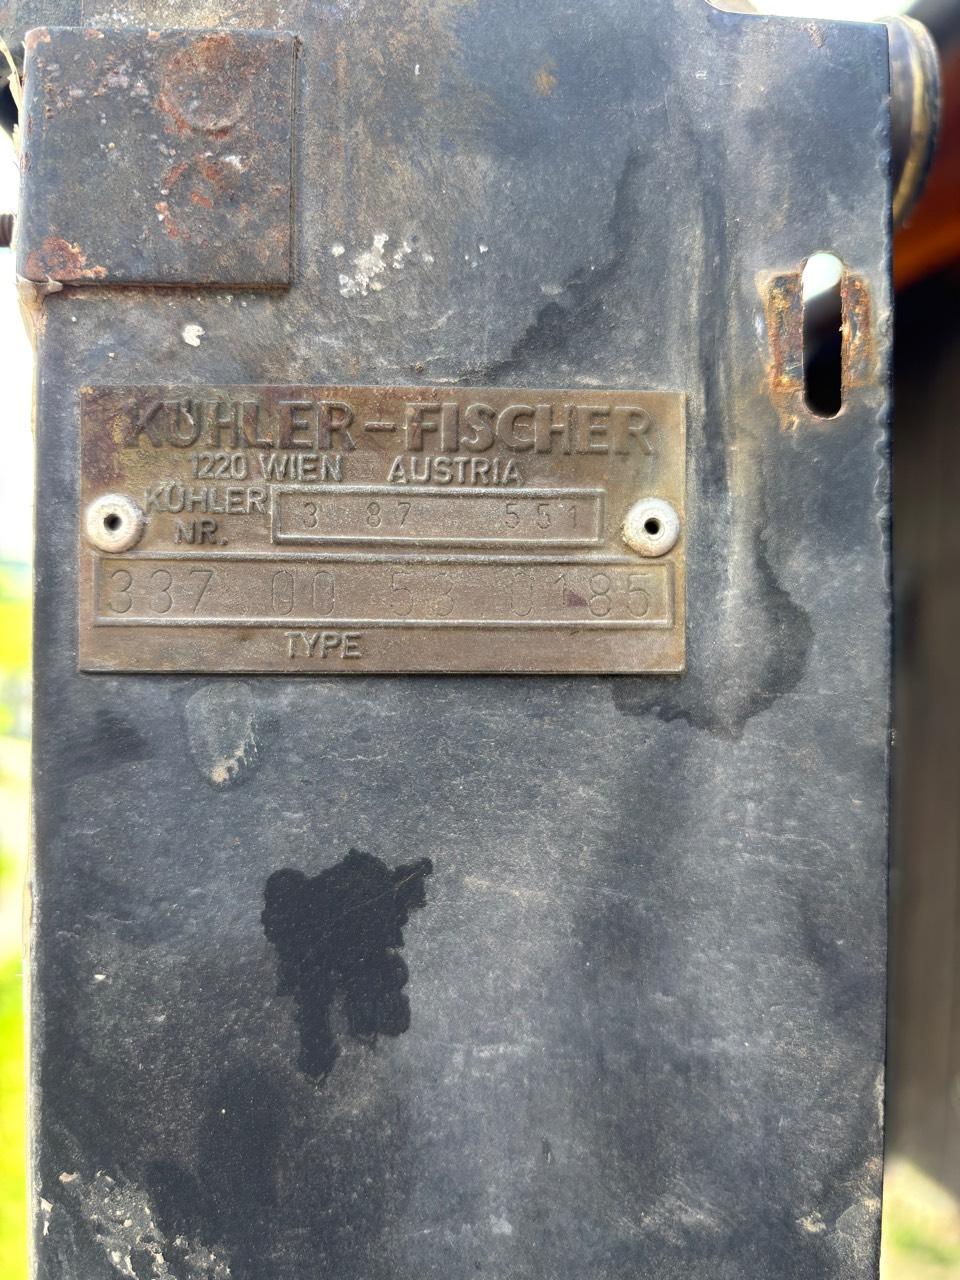 KÜHLER-FISCHER
1220 WIEN AUSTRIA
KÜHLER NR. 3 87 551
337 00 53 0185
TYPE